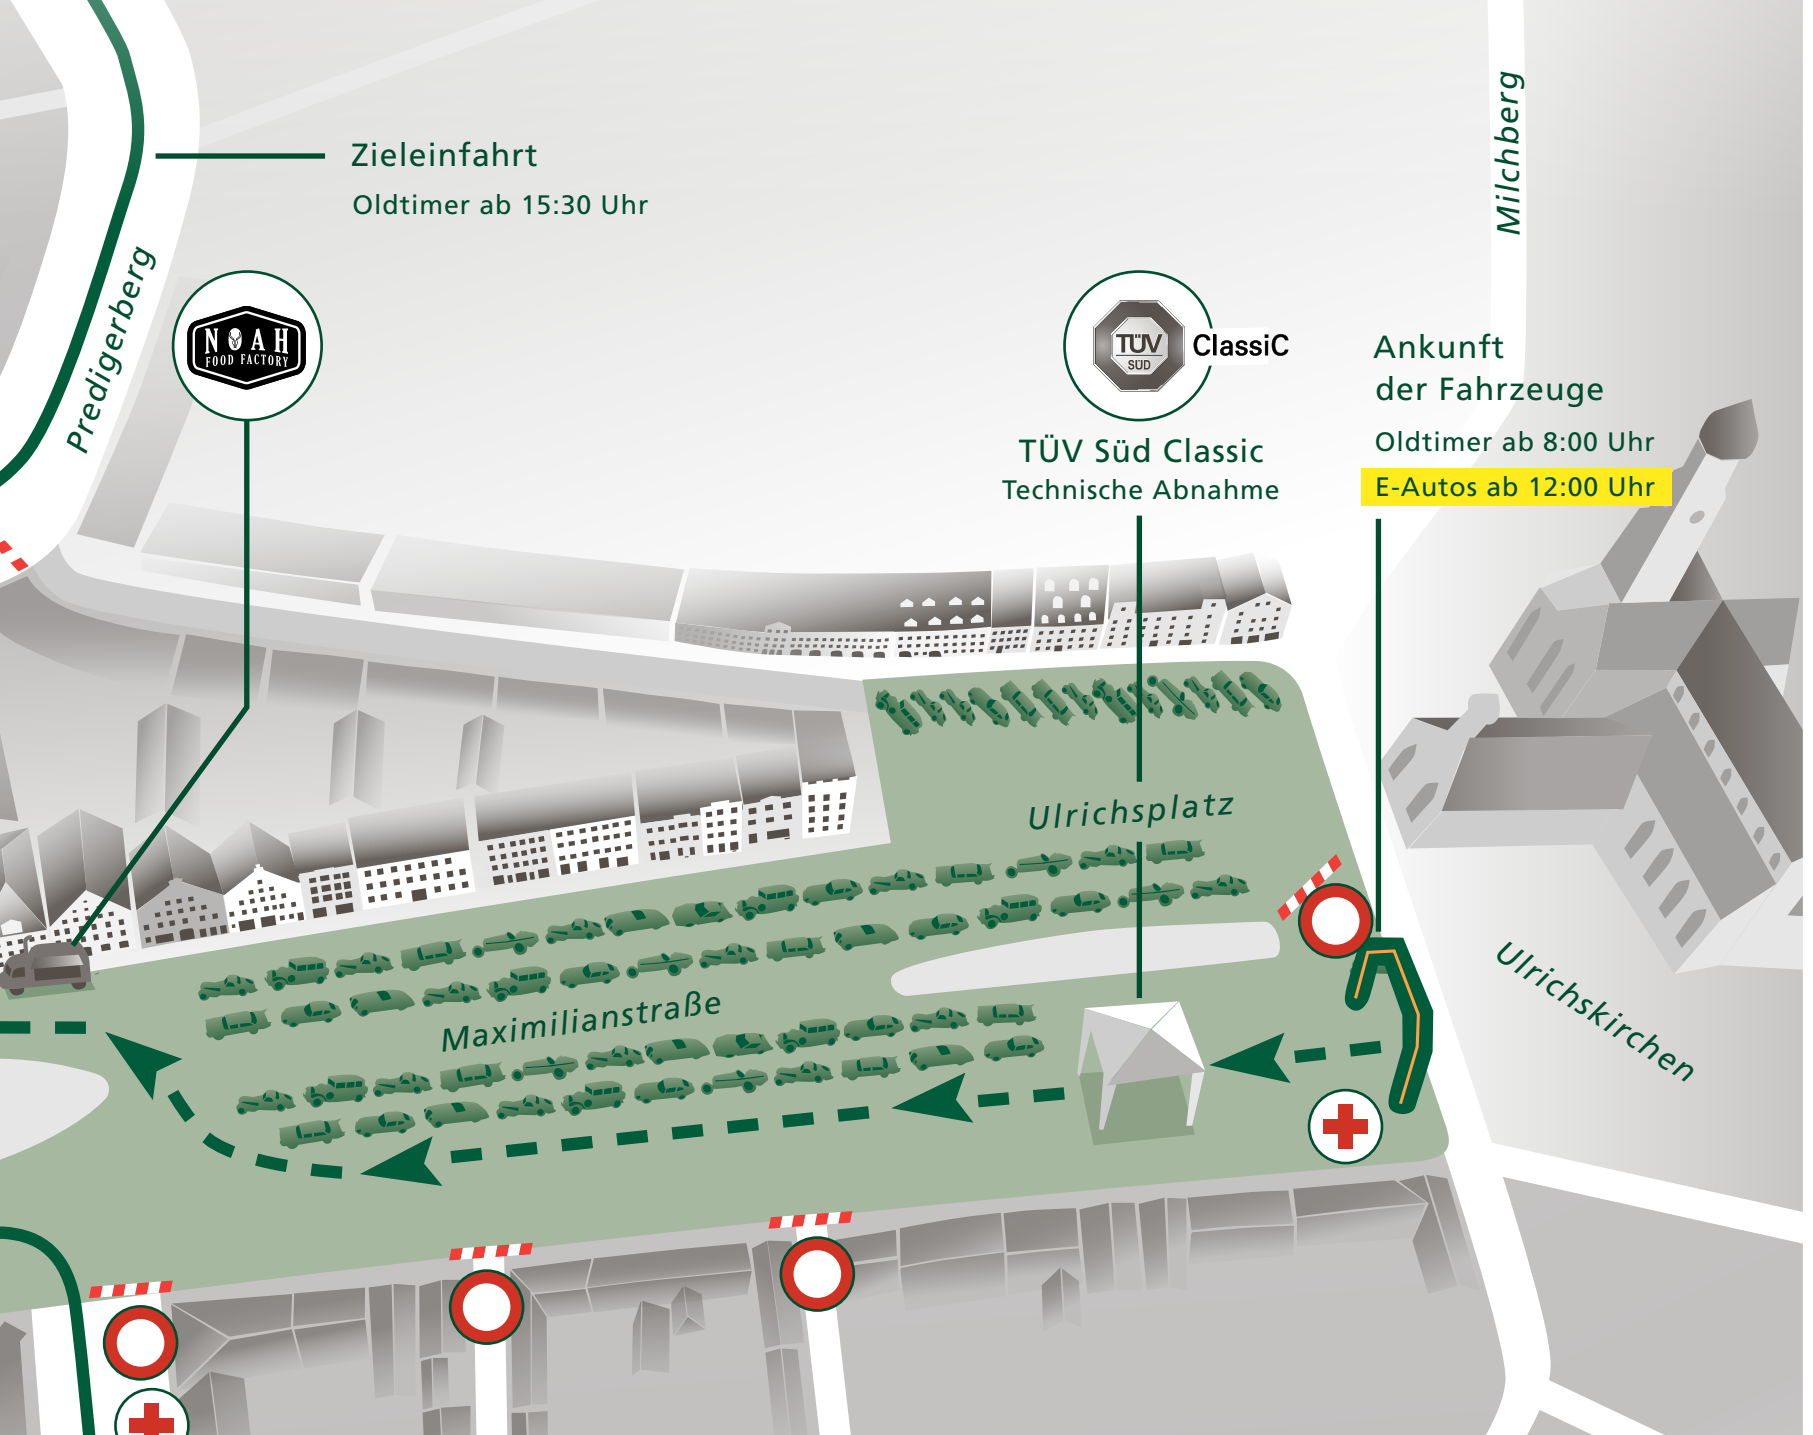 Zieleinfahrt
Oldtimer ab 15:30 Uhr
Milchberg
Predigerberg
NOAH
FOOD FACTORY
TÜV
SÜD
ClassiC
TÜV Süd Classic
Technische Abnahme
Ankunft
der Fahrzeuge
Oldtimer ab 8:00 Uhr
E-Autos ab 12:00 Uhr
Ulrichsplatz
Maximilianstraße
Ulrichskirchen